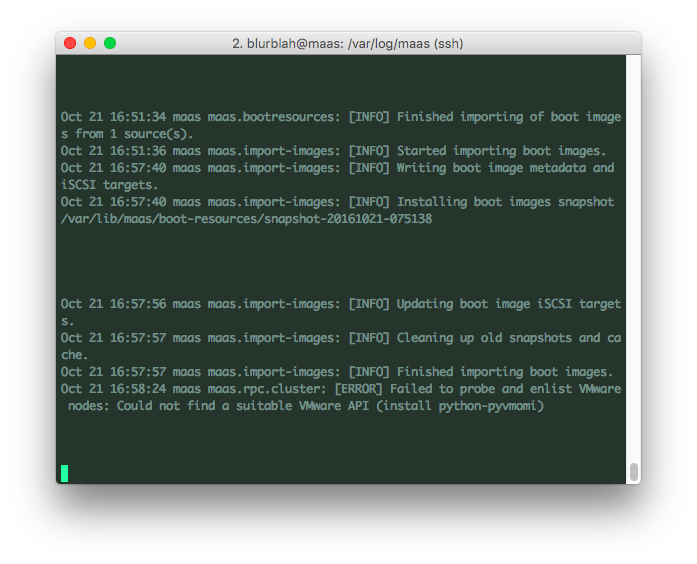 2. blurblah@maas: /var/log/maas (ssh)
Oct 21 16:51:34 maas maas.bootresources: [INFO] Finished importing of boot image
s from 1 source(s).
Oct 21 16:51:36 maas maas.import-images: [INFO] Started importing boot images.
Oct 21 16:57:40 maas maas.import-images: [INFO] Writing boot image metadata and
iSCSI targets.
Oct 21 16:57:40 maas maas.import-images: [INFO] Installing boot images snapshot
/var/lib/maas/boot-resources/snapshot-20161021-075138
Oct 21 16:57:56 maas maas.import-images: [INFO] Updating boot image iSCSI target
s.
Oct 21 16:57:57 maas maas.import-images: [INFO] Cleaning up old snapshots and ca
che.
Oct 21 16:57:57 maas maas.import-images: [INFO] Finished importing boot images.
Oct 21 16:58:24 maas maas.rpc.cluster: [ERROR] Failed to probe and enlist VMware
nodes: Could not find a suitable VMware API (install python-pyvmomi)